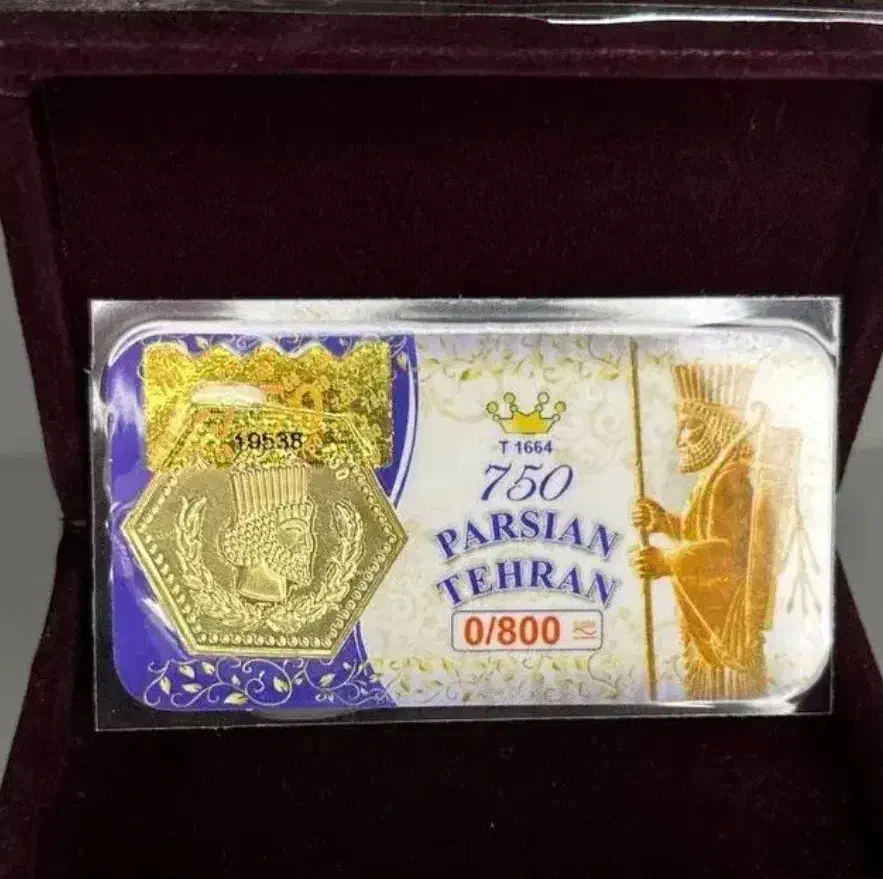 19538
T 1664
750
PARSIAN
TEHRAN
0/800